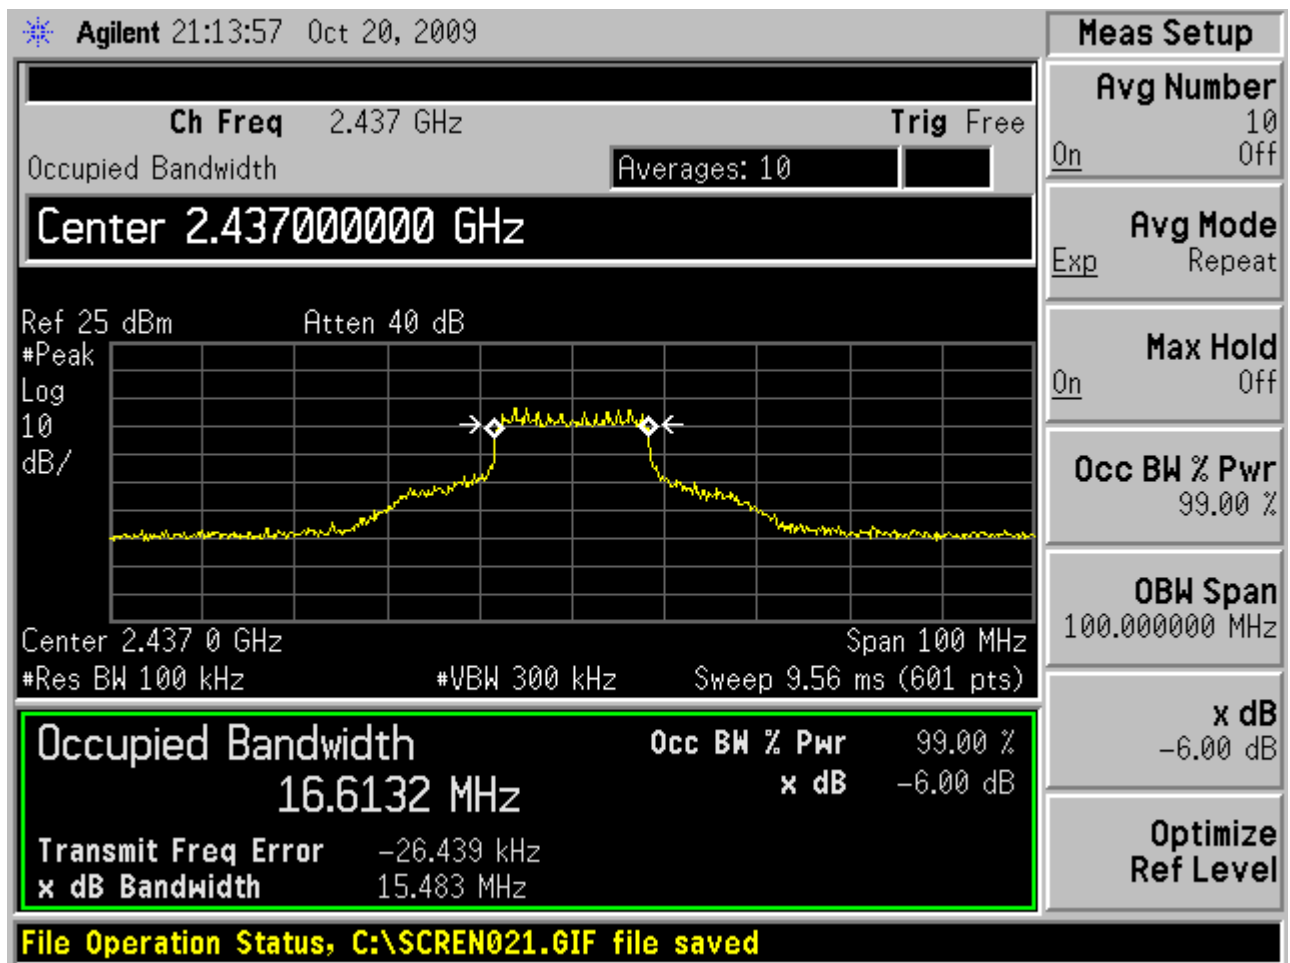 Agilent 21:13:57 Oct 20, 2009
Meas Setup
Ch Freq 2.437 GHz Trig Free
Occupied Bandwidth Averages: 10
Center 2.437000000 GHz
Ref 25 dBm Atten 40 dB
#Peak
Log
10
dB/
Center 2.437 0 GHz Span 100 MHz
#Res BW 100 kHz #VBW 300 kHz Sweep 9.56 ms (601 pts)
Occupied Bandwidth Occ BW % Pwr 99.00 %
16.6132 MHz x dB -6.00 dB
Transmit Freq Error -26.439 kHz
x dB Bandwidth 15.483 MHz
File Operation Status, C:\SCREN021.GIF file saved
Avg Number
10
On Off
Avg Mode
Exp Repeat
Max Hold
On Off
Occ BW % Pwr
99.00 %
OBW Span
100.000000 MHz
x dB
-6.00 dB
Optimize
Ref Level